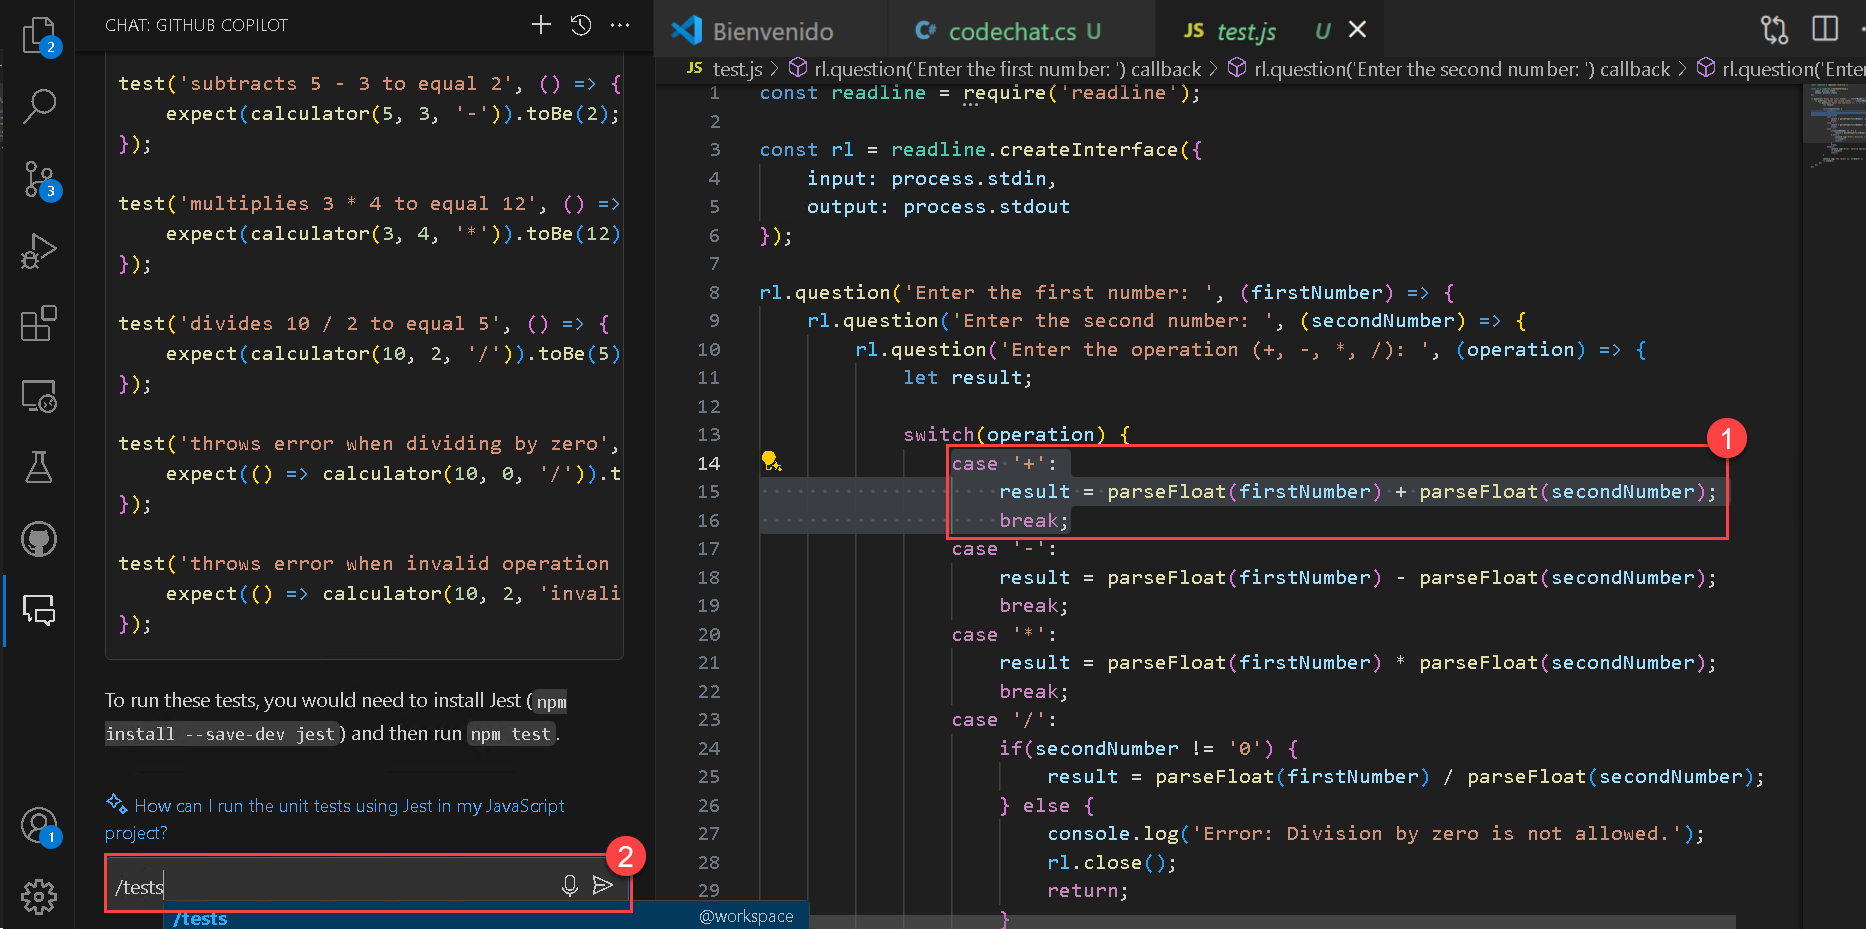 CHAT: GITHUB COPILOT
test('subtracts 5 - 3 to equal 2', () => {
    expect(calculator(5, 3, '-')).toBe(2);
});
test('multiplies 3 * 4 to equal 12', () =>
    expect(calculator(3, 4, '*')).toBe(12)
});
test('divides 10 / 2 to equal 5', () => {
    expect(calculator(10, 2, '/')).toBe(5)
});
test('throws error when dividing by zero',
    expect(() => calculator(10, 0, '/')).t
});
test('throws error when invalid operation
    expect(() => calculator(10, 2, 'invali
});
To run these tests, you would need to install Jest (npm
install --save-dev jest) and then run npm test.
How can I run the unit tests using Jest in my JavaScript
project?
/tests
/tests @workspace
2
3
1
2
Bienvenido
C# codechat.cs U
JS test.js U
JS test.js > rl.question('Enter the first number: ') callback > rl.question('Enter the second number: ') callback > rl.question('Enter
1 const readline = require('readline');
2
3 const rl = readline.createInterface({
4     input: process.stdin,
5     output: process.stdout
6 });
7
8 rl.question('Enter the first number: ', (firstNumber) => {
9     rl.question('Enter the second number: ', (secondNumber) => {
10         rl.question('Enter the operation (+, -, *, /): ', (operation) => {
11             let result;
12
13             switch(operation) {
1
14                 case '+':
15                     result = parseFloat(firstNumber) + parseFloat(secondNumber);
16                     break;
17                 case '-':
18                     result = parseFloat(firstNumber) - parseFloat(secondNumber);
19                     break;
20                 case '*':
21                     result = parseFloat(firstNumber) * parseFloat(secondNumber);
22                     break;
23                 case '/':
24                     if(secondNumber != '0') {
25                         result = parseFloat(firstNumber) / parseFloat(secondNumber);
26                     } else {
27                         console.log('Error: Division by zero is not allowed.');
28                         rl.close();
29                         return;
                     }